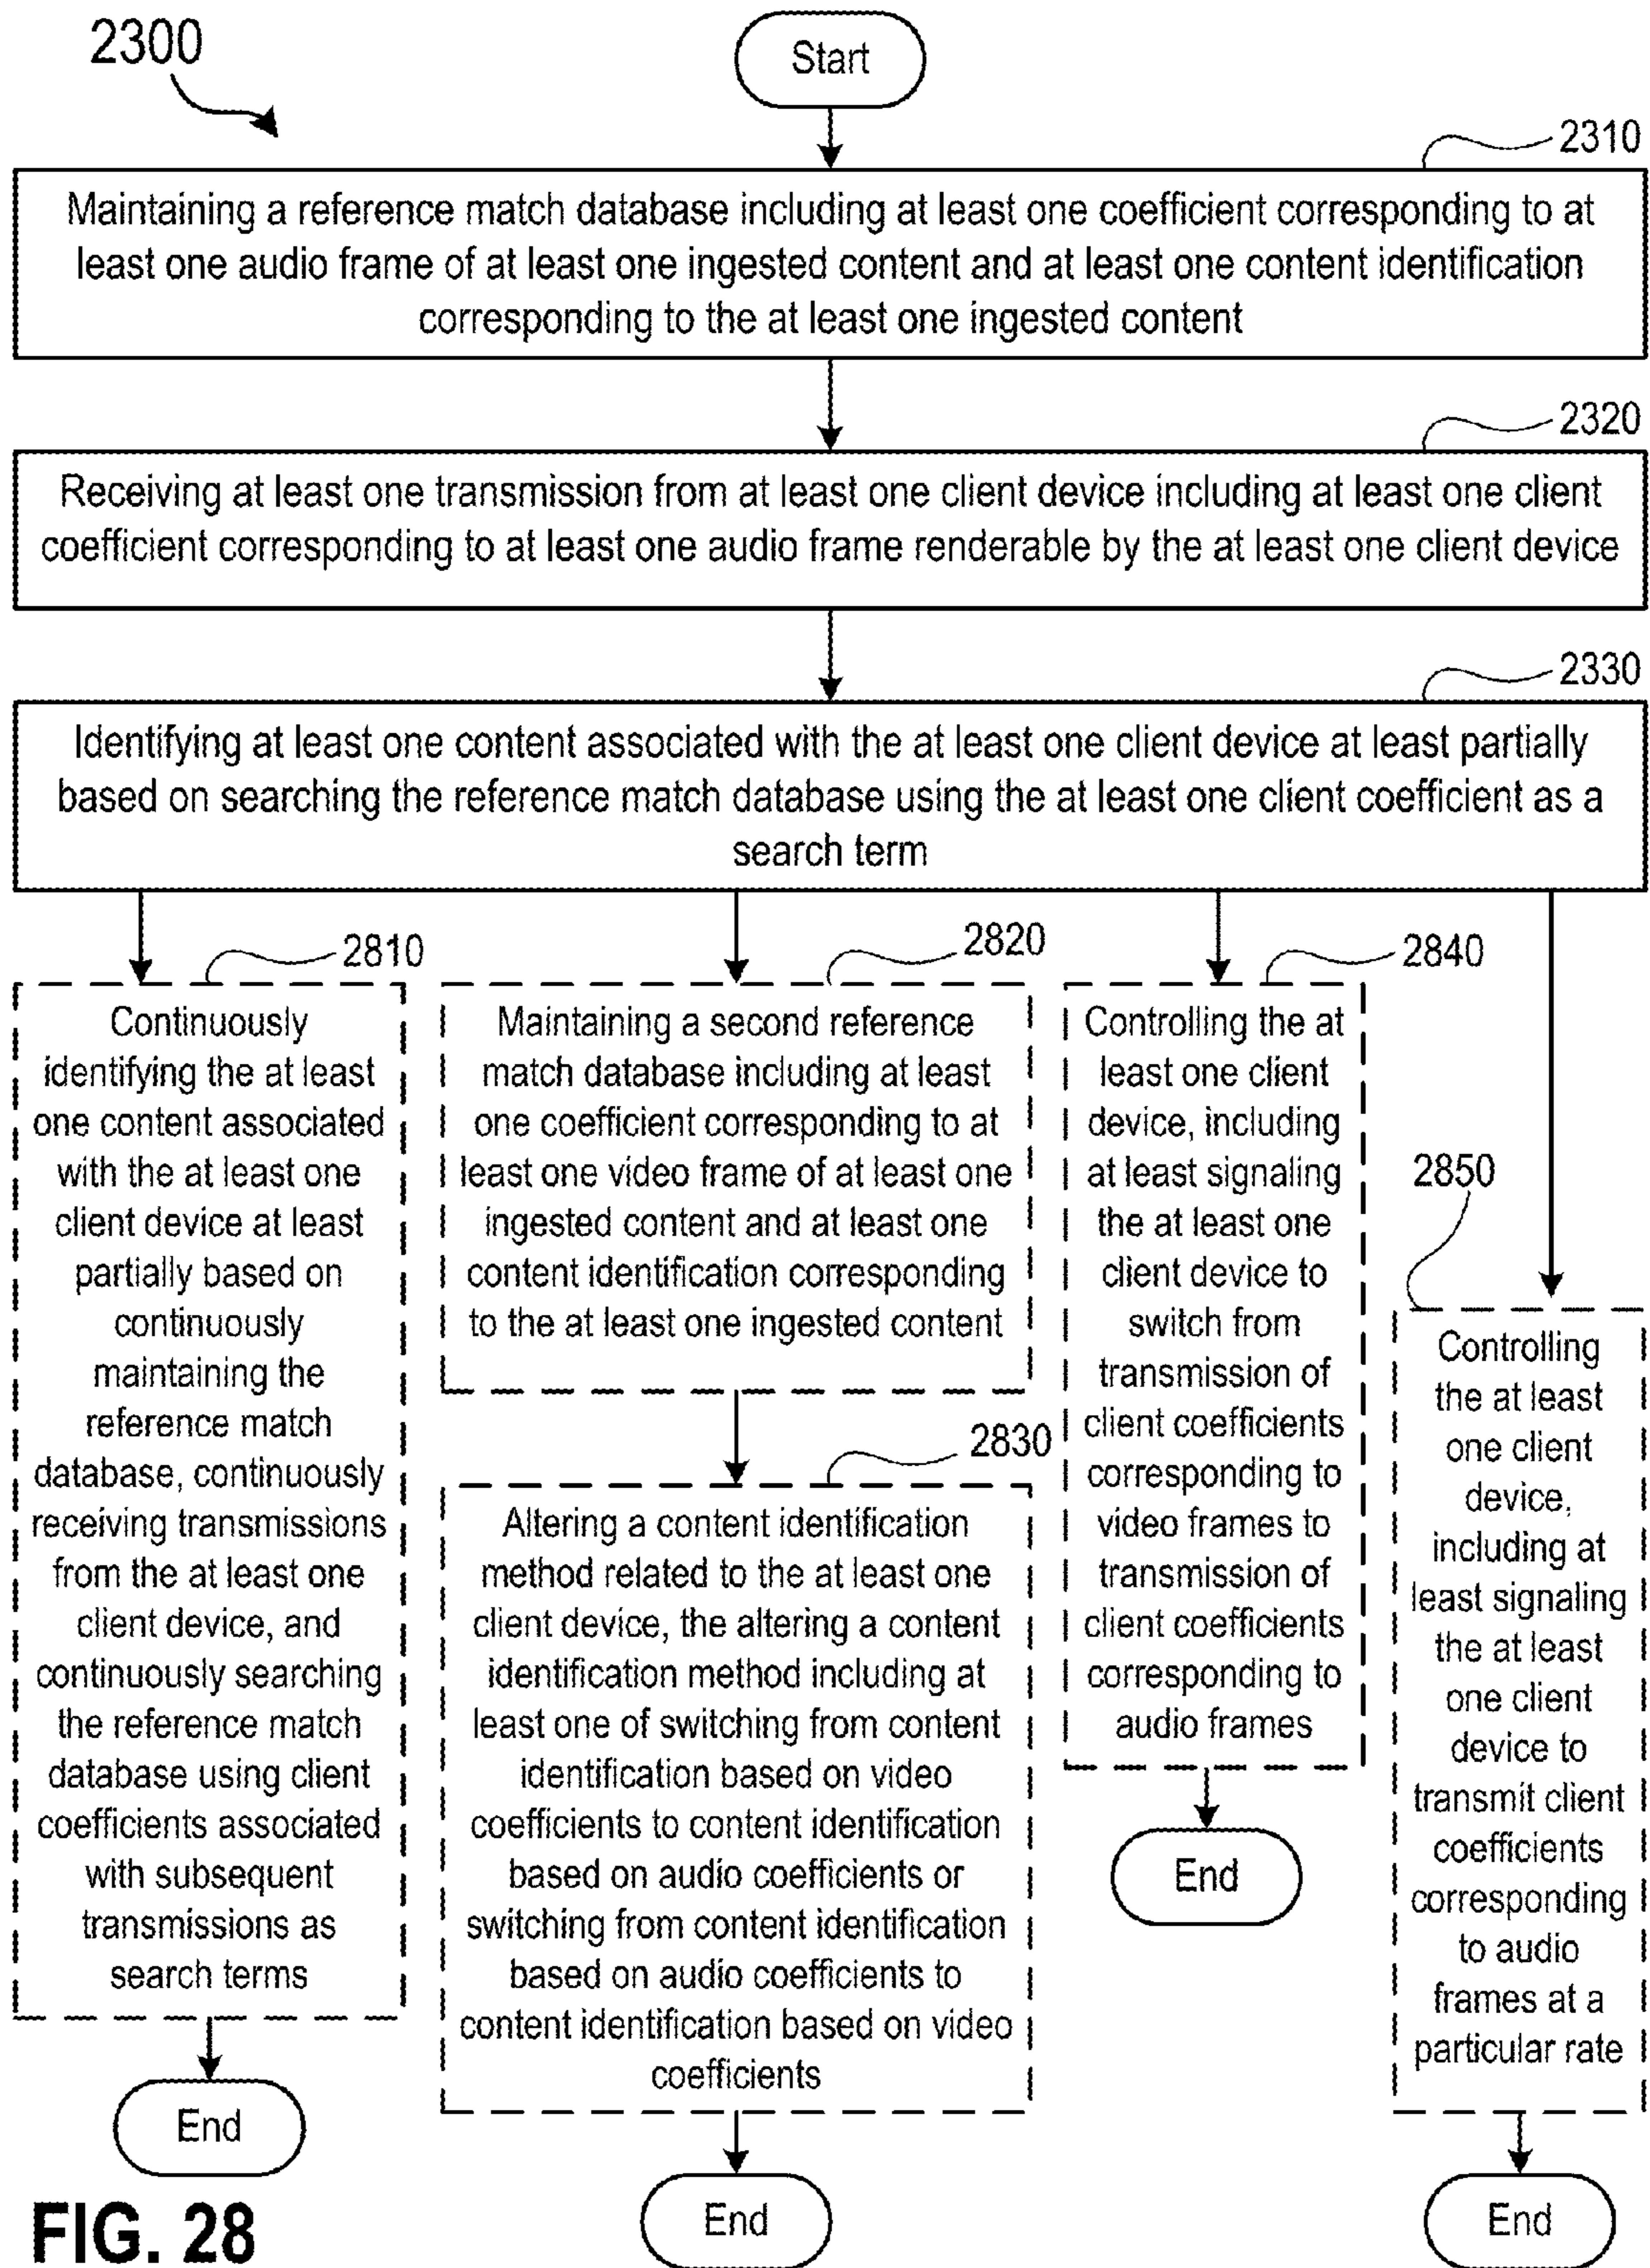 2300
Start
2310
Maintaining a reference match database including at least one coefficient corresponding to at
least one audio frame of at least one ingested content and at least one content identification
corresponding to the at least one ingested content
2320
Receiving at least one transmission from at least one client device including at least one client
coefficient corresponding to at least one audio frame renderable by the at least one client device
2330
Identifying at least one content associated with the at least one client device at least partially
based on searching the reference match database using the at least one client coefficient as a
search term
2810
Continuously
identifying the at least
one content associated
with the at least one
client device at least
partially based on
continuously
maintaining the
reference match
database, continuously
receiving transmissions
from the at least one
client device, and
continuously searching
the reference match
database using client
coefficients associated
with subsequent
transmissions as
search terms
End
2820
Maintaining a second reference
match database including at least
one coefficient corresponding to at
least one video frame of at least one
ingested content and at least one
content identification corresponding
to the at least one ingested content
2830
Altering a content identification
method related to the at least one
client device, the altering a content
identification method including at
least one of switching from content
identification based on video
coefficients to content identification
based on audio coefficients or
switching from content identification
based on audio coefficients to
content identification based on video
coefficients
End
2840
Controlling the at
least one client
device, including
at least signaling
the at least one
client device to
switch from
transmission of
client coefficients
corresponding to
video frames to
transmission of
client coefficients
corresponding to
audio frames
End
2850
Controlling
the at least
one client
device,
including at
least signaling
the at least
one client
device to
transmit client
coefficients
corresponding
to audio
frames at a
particular rate
End
FIG. 28